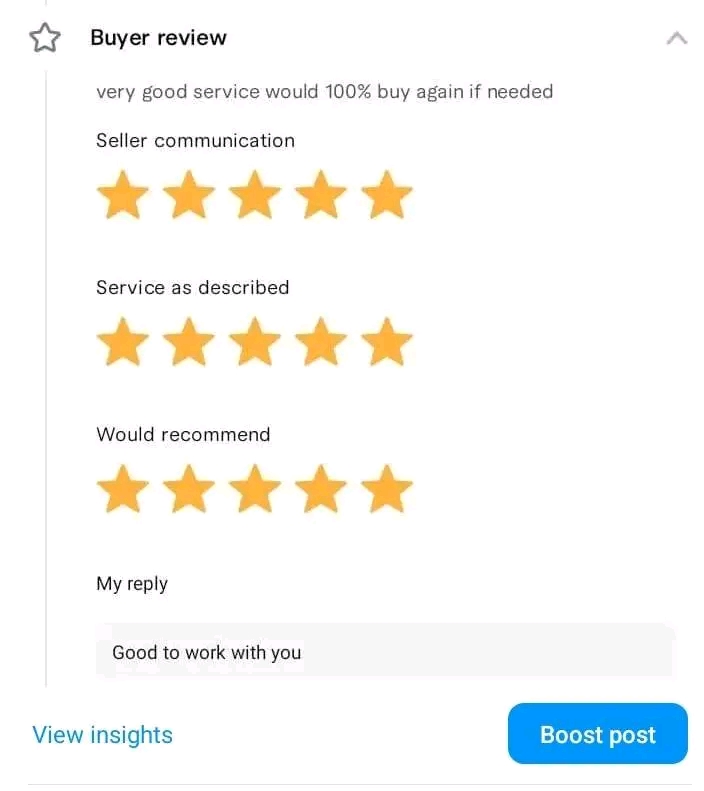 Buyer review
very good service would 100% buy again if needed
Seller communication
Service as described
Would recommend
My reply
Good to work with you
View insights
Boost post